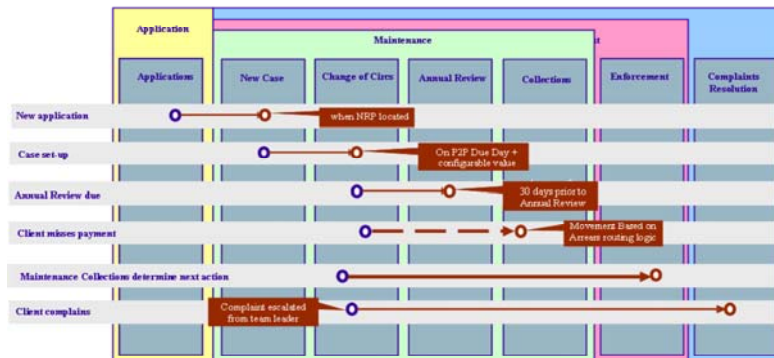 Application
Maintenance
Applications
New Case
Change of Circs
Annual Review
Collections
Enforcement
Complaints
Resolution
New application
when NRP located
Case set-up
On P2P Due Day +
configurable value
Annual Review due
30 days prior to
Annual Review
Client misses payment
Movement Based on
Arrears routing logic
Maintenance Collections determine next action
Client complains
Complaint escalated
from team leader